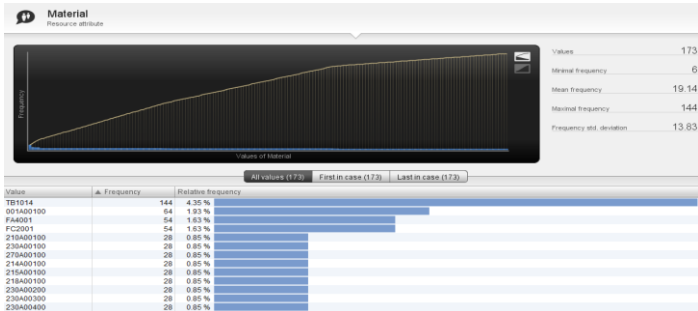 Material
Resource attribute
Frequency
Values of Material
Values 173
Minimal frequency 6
Mean frequency 19.14
Maximal frequency 144
Frequency std. deviation 13.83
All values (173) First in case (173) Last in case (173)
Value Frequency Relative frequency
TB1014 144 4.35 %
001A00100 64 1.93 %
FA4001 54 1.63 %
FC2001 54 1.63 %
210A00100 28 0.85 %
230A00100 28 0.85 %
270A00100 28 0.85 %
214A00100 28 0.85 %
215A00100 28 0.85 %
218A00100 28 0.85 %
230A00200 28 0.85 %
230A00300 28 0.85 %
230A00400 28 0.85 %